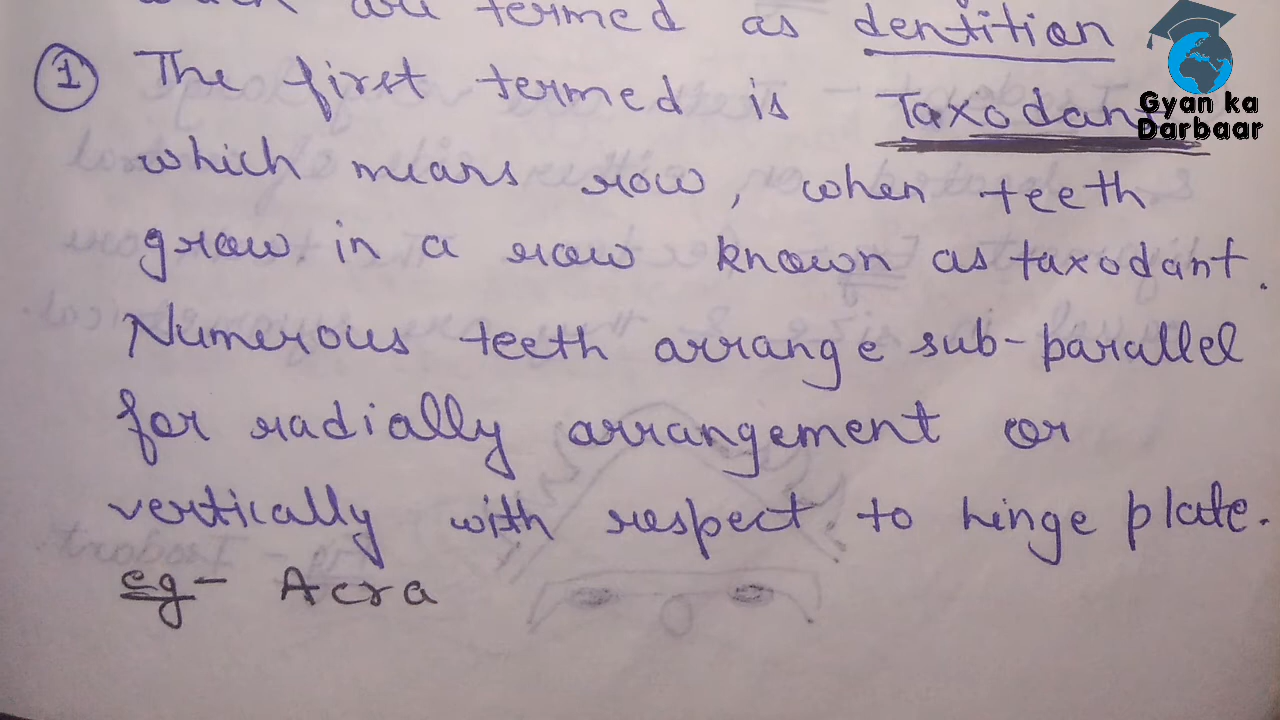 which are termed as dentition
① The first termed is Taxodant
which means row, when teeth
grow in a row known as taxodant.
Numerous teeth arrange sub-parallel
for radially arrangement or
vertically with respect to hinge plate.
eg- Acra
Gyan ka
Darbaar